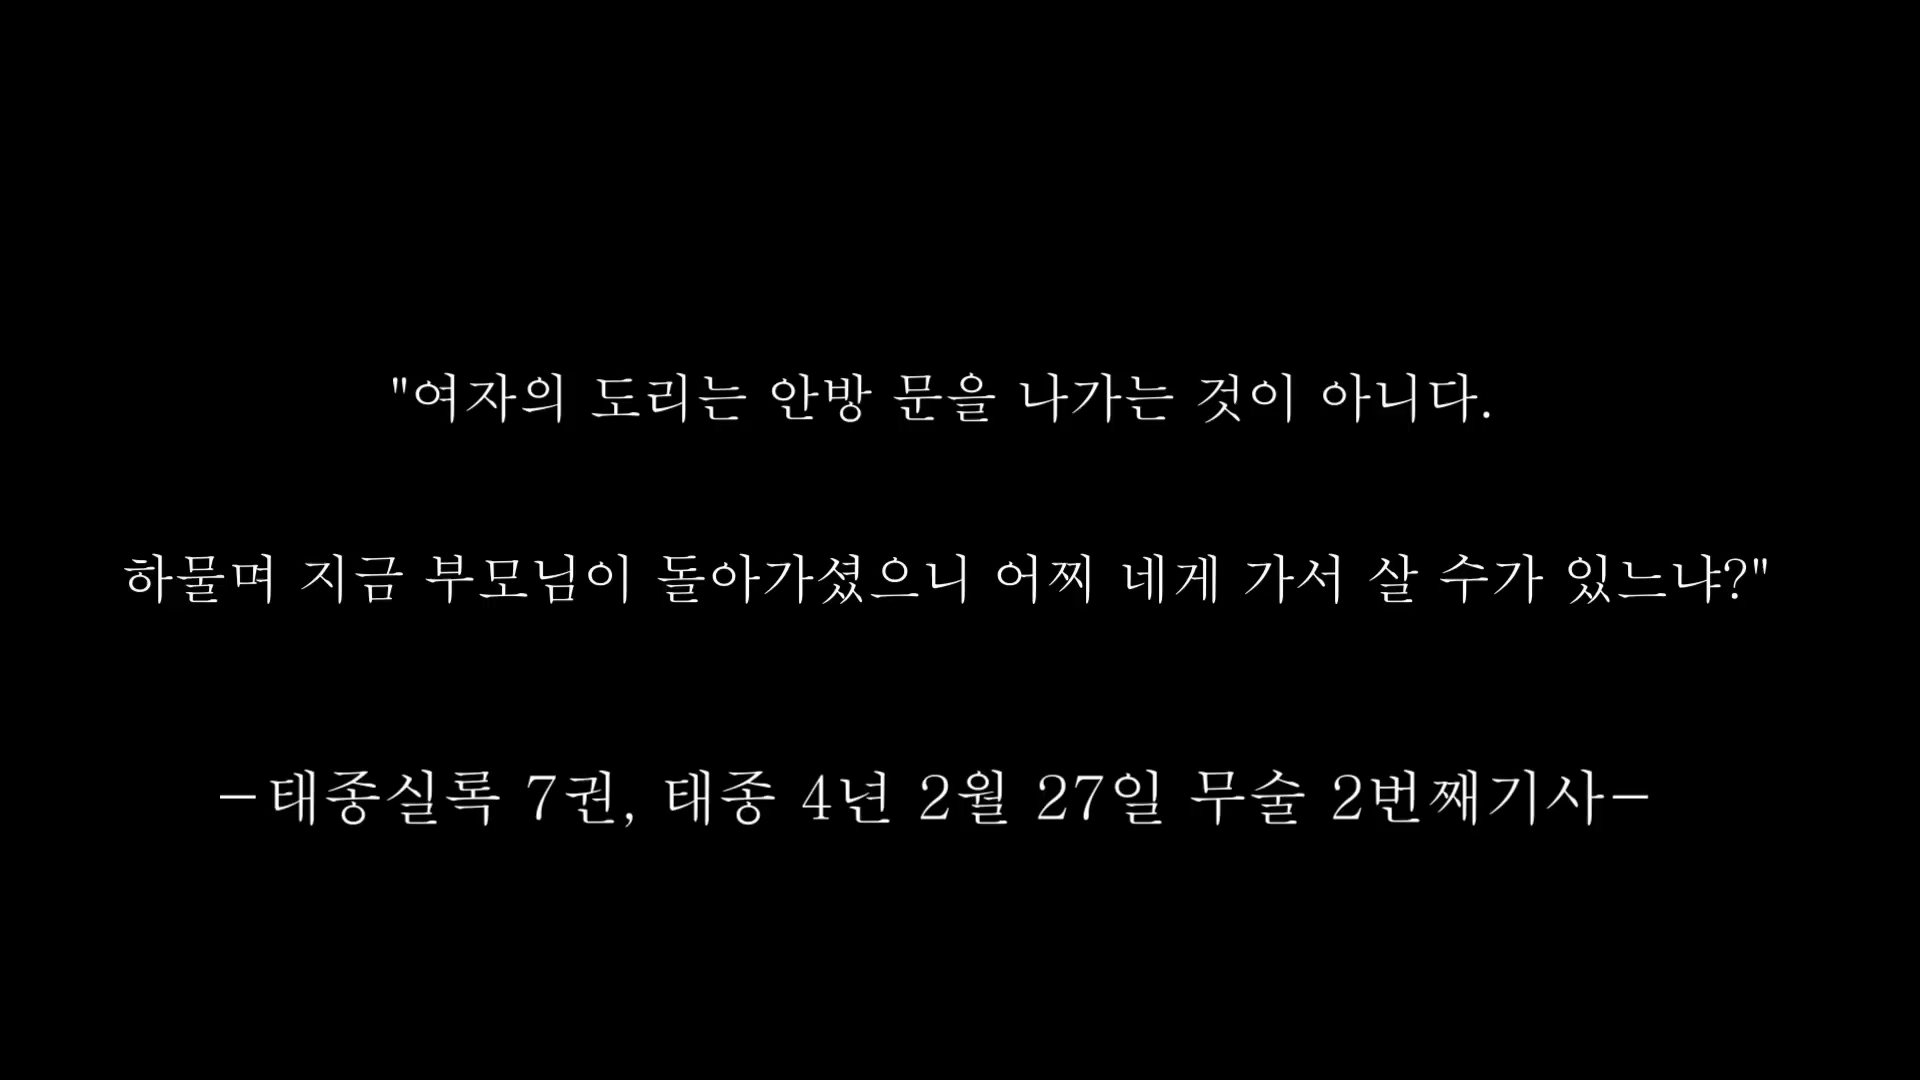 "여자의 도리는 안방 문을 나가는 것이 아니다.
하물며 지금 부모님이 돌아가셨으니 어찌 네게 가서 살 수가 있느냐?"
-태종실록 7권, 태종 4년 2월 27일 무술 2번째기사-